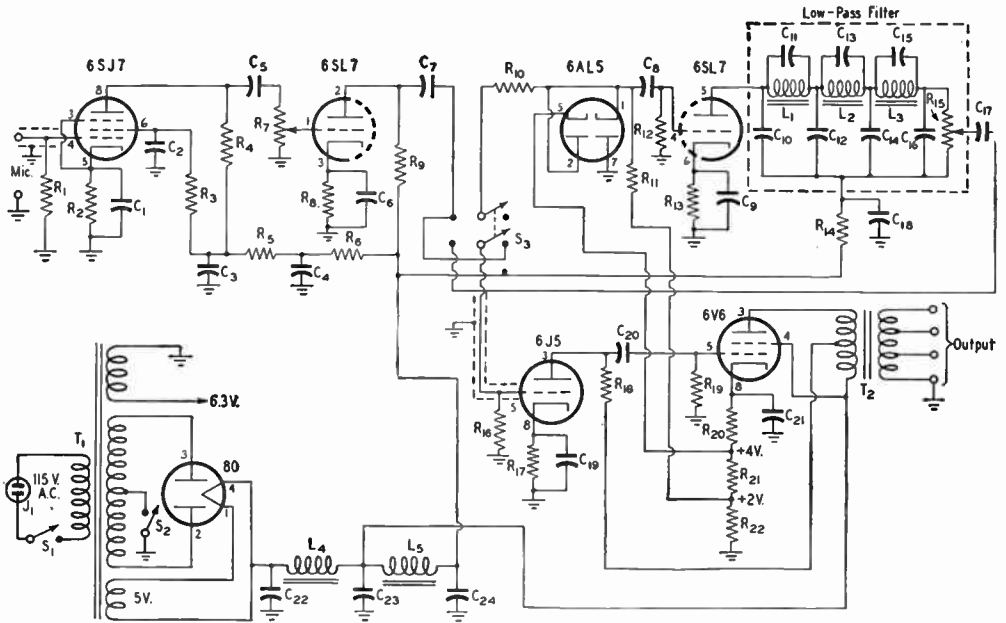 Low-Pass Filter
C11 C13 C15
6SJ7 C5 6SL7 C7 6AL5 C8 6SL7
R10
8 2 5 1 5
L1 L2 L3 R15 C17
3 6 R7 1 R12 4
4 C2 R4 C10 C12 C14 C16
5 3 2 7 6
Mic. R3 R9 R11
R1 R2 C1 R8 C6 R13 C9
S3 R14 C18
R5 R6
C3 C4
6J5 C20 6V6
3 3
6.3V. 5 4 Output
R18 R19 8 T2
5 8 R20 C21
T1 R16
3 80 R17 C19 +4V.
115 V. 4 R21
A.C. +2V.
J1 S2 1 R22
S1 2
L4 L5
5V.
C22 C23 C24